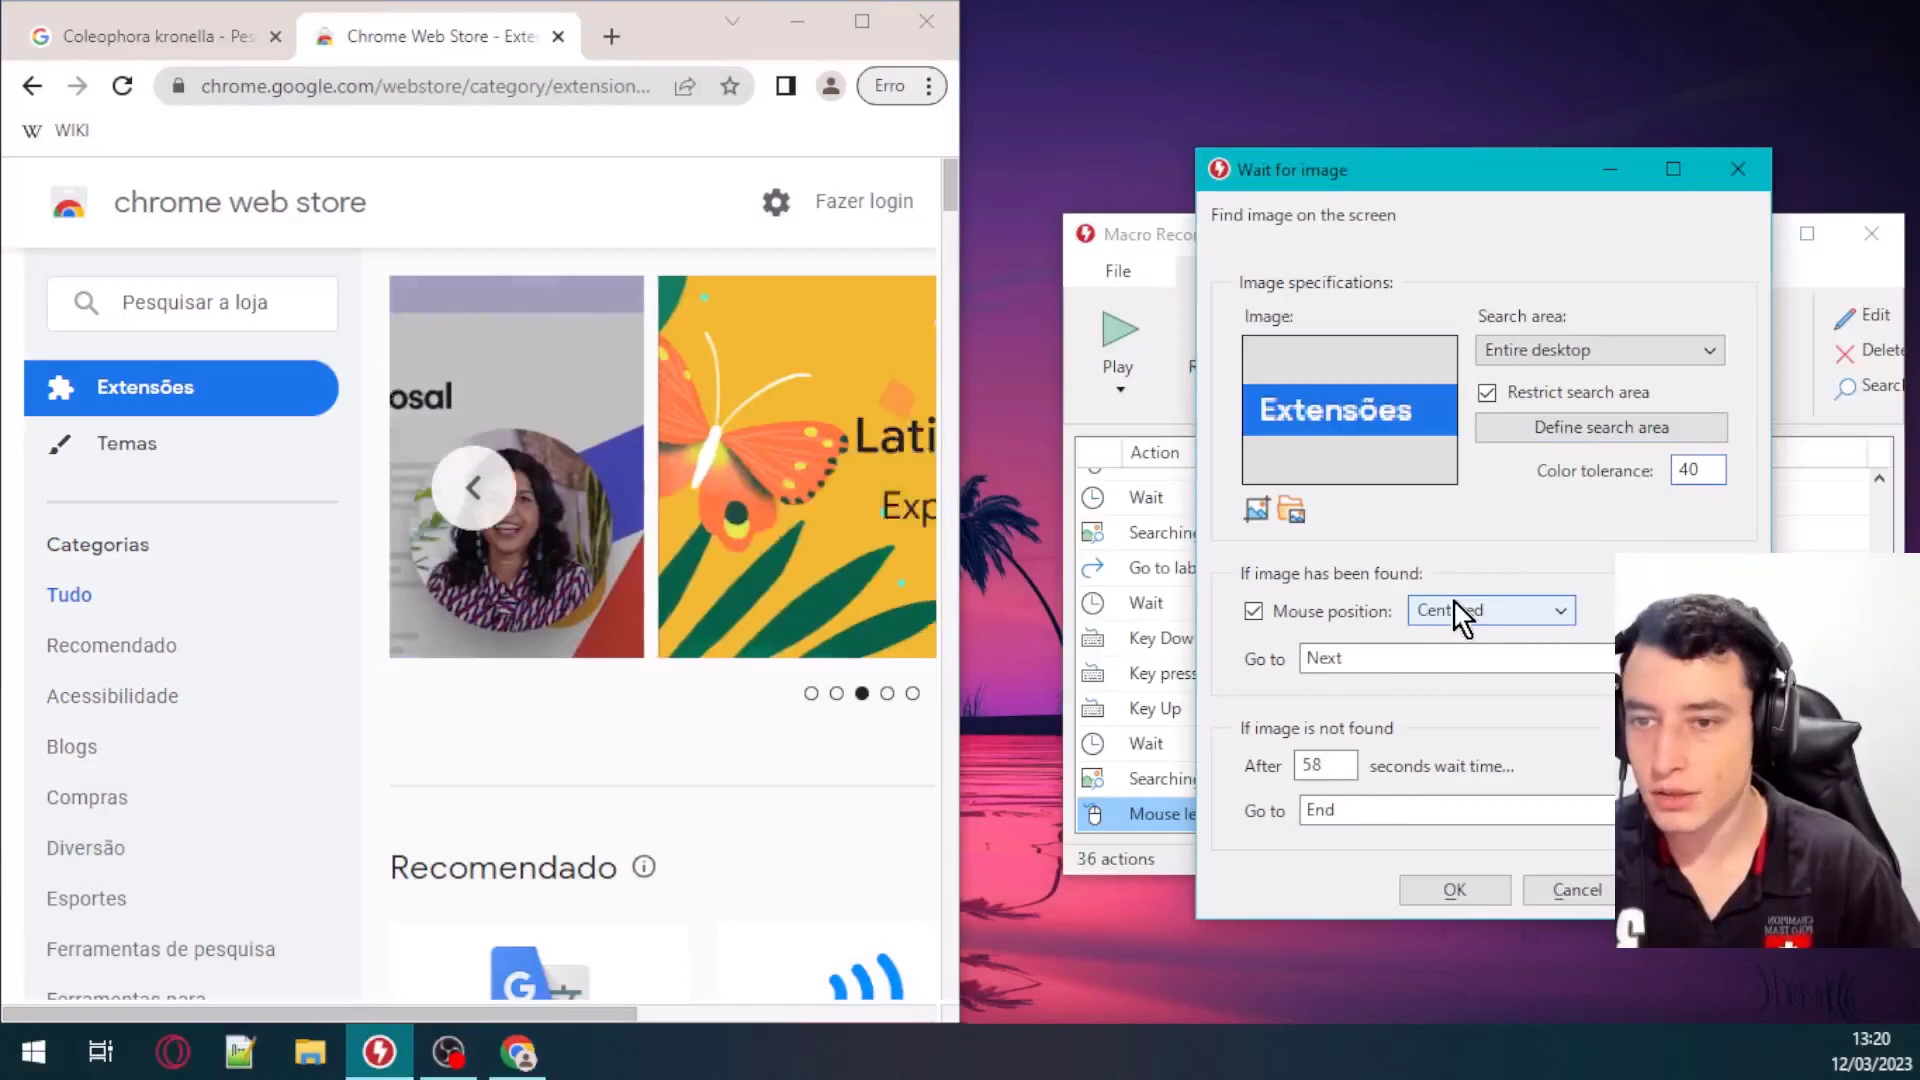 Coleophora kronella - Pes
Chrome Web Store - Exte
chrome.google.com/webstore/category/extension...
Erro
WIKI
chrome web store
Fazer login
Pesquisar a loja
Extensões
Temas
Categorias
Tudo
Recomendado
Acessibilidade
Blogs
Compras
Diversão
Esportes
Ferramentas de pesquisa
Ferramentas para
osal
Lati
Exp
Recomendado
Macro Reco
File
Play
Edit
Delete
Searc
Action
Wait
Searching
Go to lab
Wait
Key Dow
Key press
Key Up
Wait
Searching
Mouse le
36 actions
Wait for image
Find image on the screen
Image specifications:
Image:
Extensões
Search area:
Entire desktop
Restrict search area
Define search area
Color tolerance: 40
If image has been found:
Mouse position: Centered
Go to Next
If image is not found
After 58 seconds wait time...
Go to End
OK
Cancel
13:20
12/03/2023